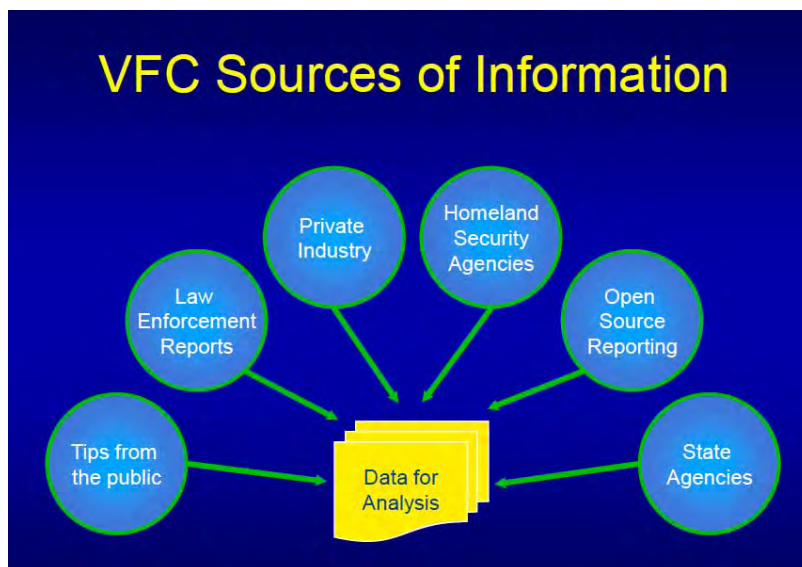 VFC Sources of Information
Tips from
the public
Law
Enforcement
Reports
Private
Industry
Homeland
Security
Agencies
Open
Source
Reporting
State
Agencies
Data for
Analysis